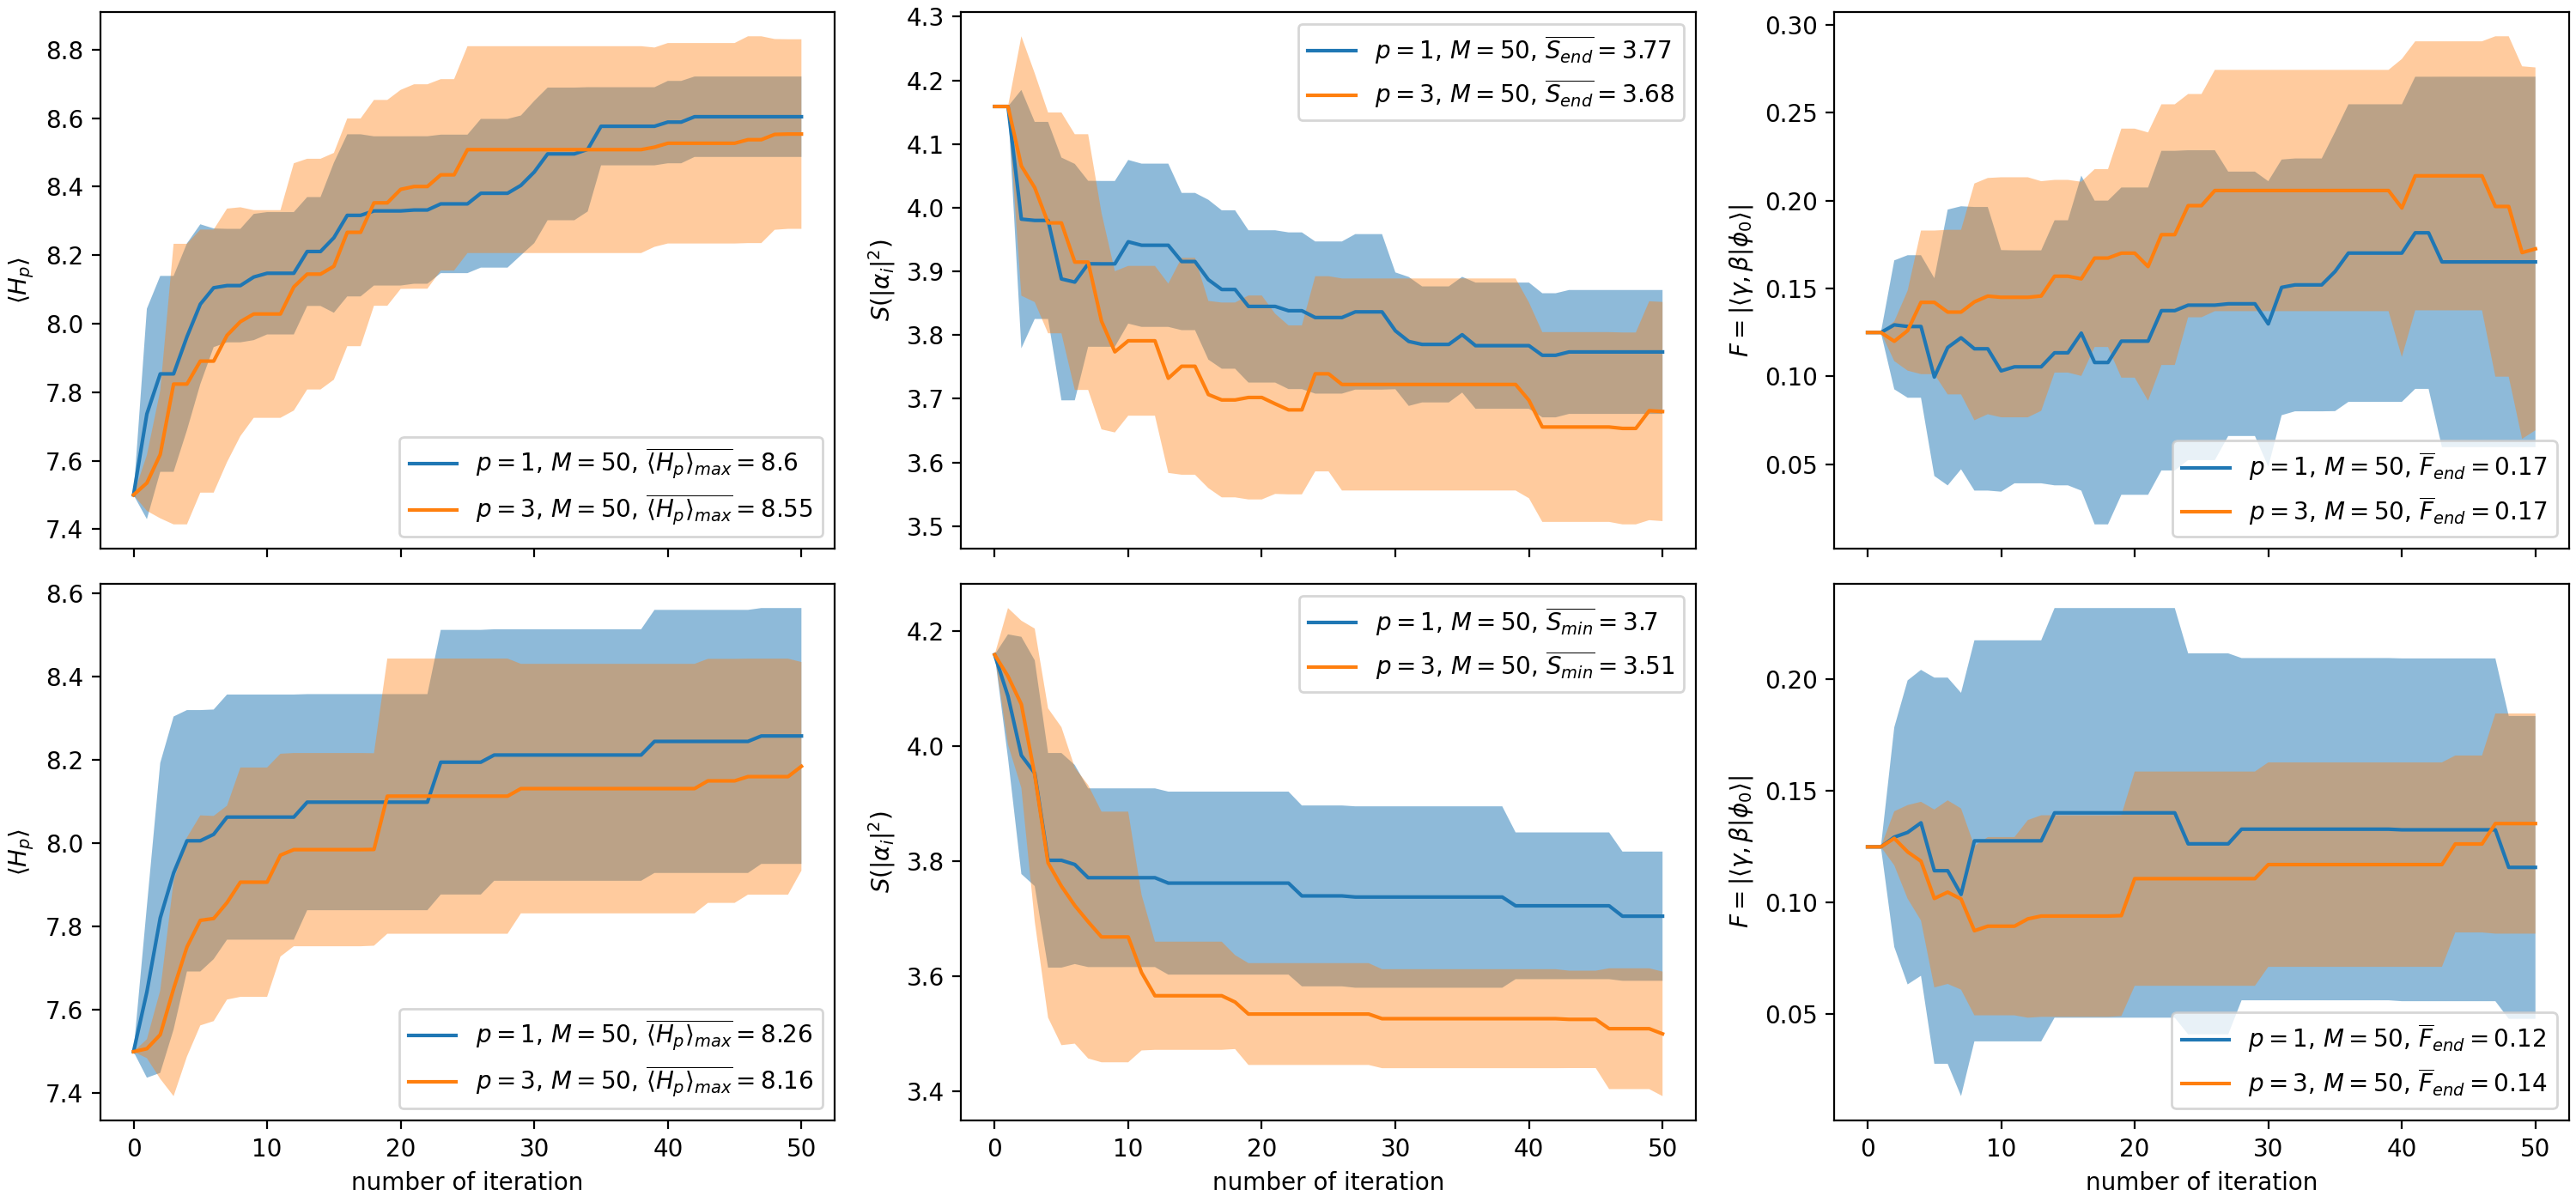 ⟨H_p⟩
8.8
8.6
8.4
8.2
8.0
7.8
7.6
7.4
p = 1, M = 50, \overline{⟨H_p⟩_{max}} = 8.6
p = 3, M = 50, \overline{⟨H_p⟩_{max}} = 8.55
S(|α_i|²)
4.3
4.2
4.1
4.0
3.9
3.8
3.7
3.6
3.5
p = 1, M = 50, \overline{S_{end}} = 3.77
p = 3, M = 50, \overline{S_{end}} = 3.68
F = |⟨γ, β|ϕ_0⟩|
0.30
0.25
0.20
0.15
0.10
0.05
p = 1, M = 50, \overline{F}_{end} = 0.17
p = 3, M = 50, \overline{F}_{end} = 0.17
⟨H_p⟩
8.6
8.4
8.2
8.0
7.8
7.6
7.4
p = 1, M = 50, \overline{⟨H_p⟩_{max}} = 8.26
p = 3, M = 50, \overline{⟨H_p⟩_{max}} = 8.16
0 10 20 30 40 50
number of iteration
S(|α_i|²)
4.2
4.0
3.8
3.6
3.4
p = 1, M = 50, \overline{S_{min}} = 3.7
p = 3, M = 50, \overline{S_{min}} = 3.51
0 10 20 30 40 50
number of iteration
F = |⟨γ, β|ϕ_0⟩|
0.20
0.15
0.10
0.05
p = 1, M = 50, \overline{F}_{end} = 0.12
p = 3, M = 50, \overline{F}_{end} = 0.14
0 10 20 30 40 50
number of iteration